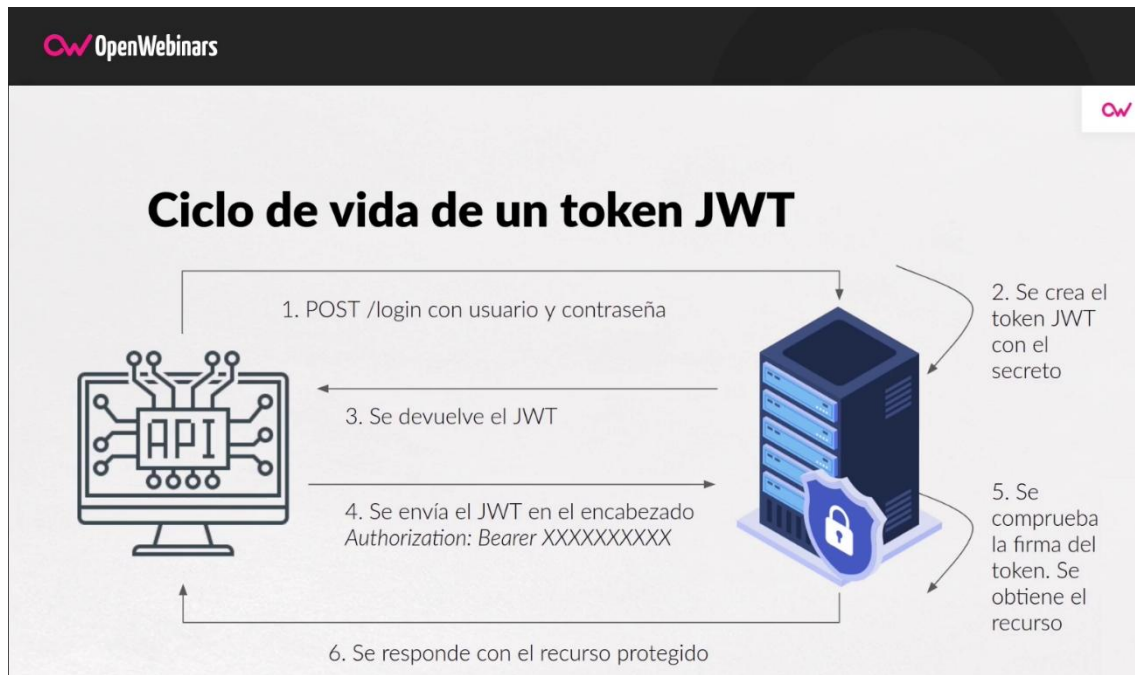 OW OpenWebinars
OW
Ciclo de vida de un token JWT
1. POST /login con usuario y contraseña
2. Se crea el
token JWT
con el
secreto
API
3. Se devuelve el JWT
4. Se envía el JWT en el encabezado
Authorization: Bearer XXXXXXXXXX
5. Se
comprueba
la firma del
token. Se
obtiene el
recurso
6. Se responde con el recurso protegido